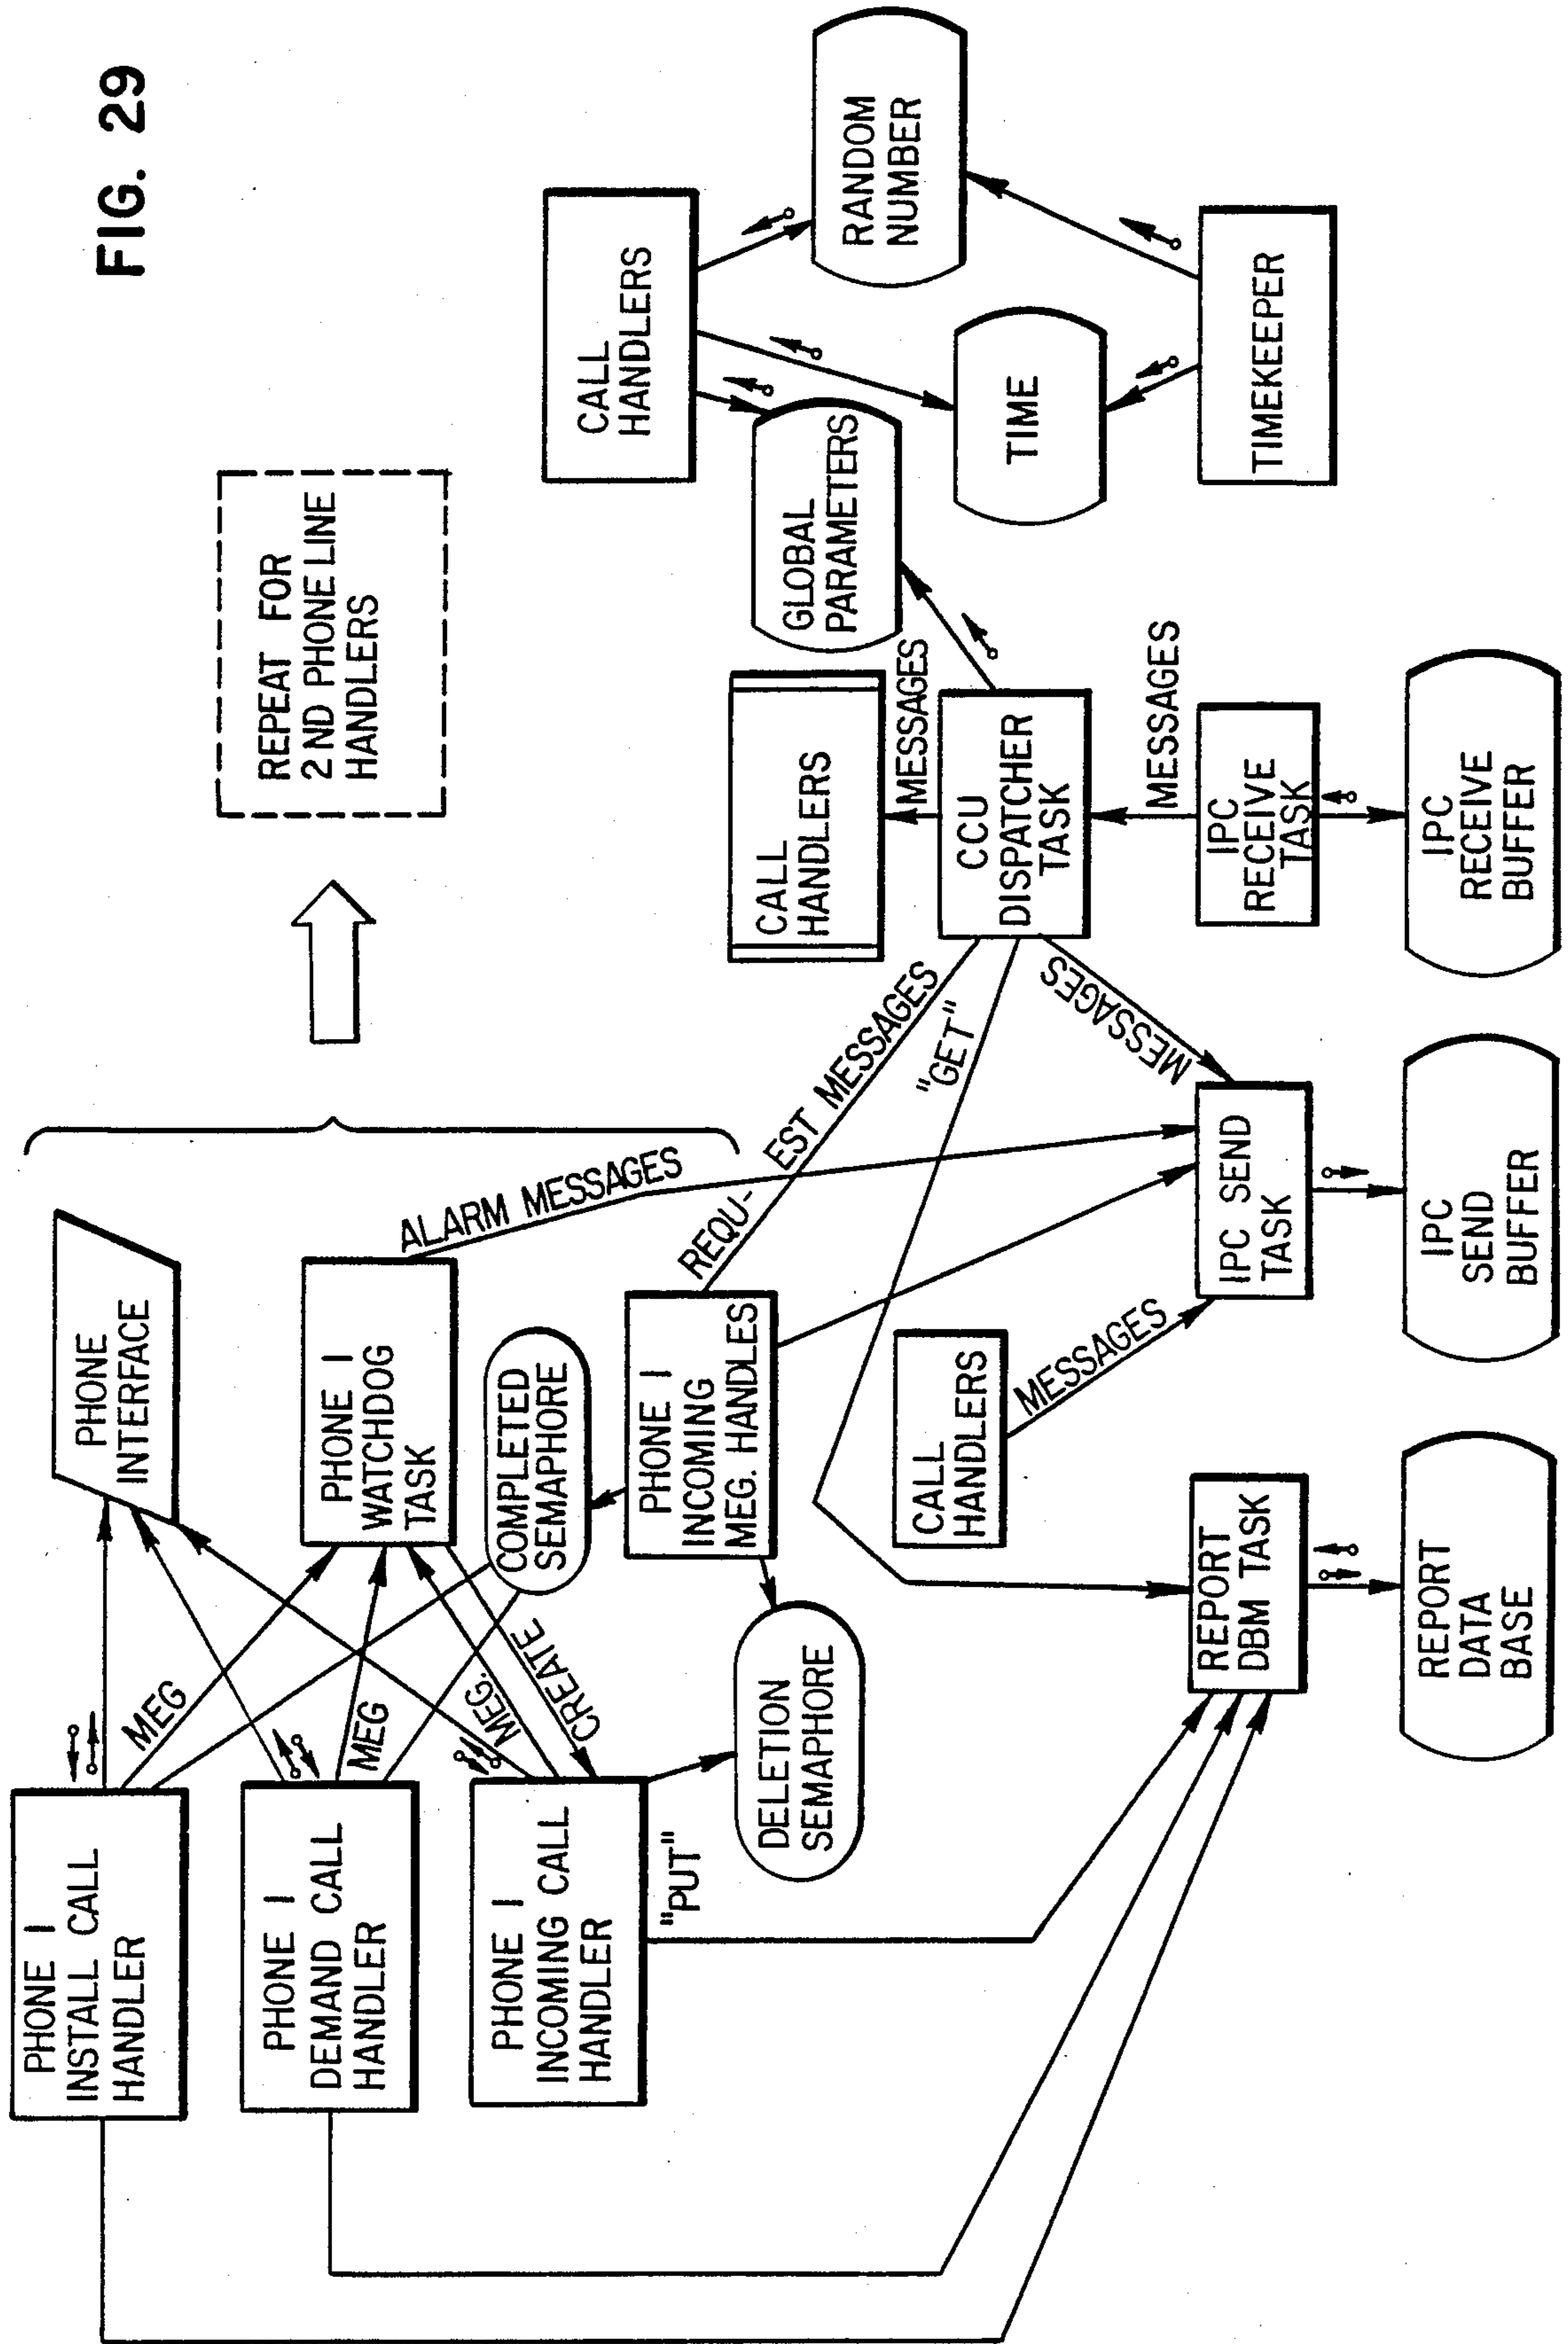 FIG. 29
PHONE I
INSTALL CALL
HANDLER
PHONE I
DEMAND CALL
HANDLER
PHONE I
INCOMING CALL
HANDLER
MEG
MEG
MEG.
CREATE
"PUT"
PHONE
INTERFACE
PHONE I
WATCHDOG
TASK
COMPLETED
SEMAPHORE
PHONE I
INCOMING
MEG. HANDLES
DELETION
SEMAPHORE
ALARM MESSAGES
REQU-
EST MESSAGES
"GET"
MESSAGES
REPEAT FOR
2 ND PHONE LINE
HANDLERS
CALL
HANDLERS
MESSAGES
REPORT
DBM TASK
REPORT
DATA
BASE
IPC SEND
TASK
IPC
SEND
BUFFER
CALL
HANDLERS
MESSAGES
CCU
DISPATCHER
TASK
MESSAGES
IPC
RECEIVE
TASK
IPC
RECEIVE
BUFFER
CALL
HANDLERS
GLOBAL
PARAMETERS
TIME
RANDOM
NUMBER
TIMEKEEPER